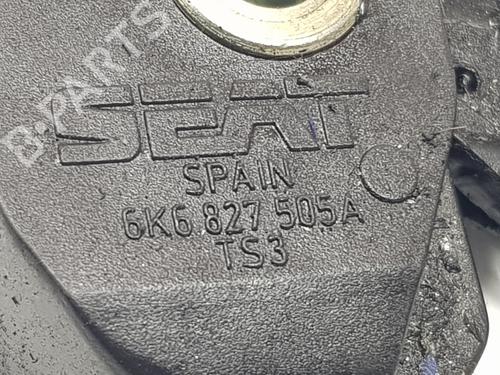 B-PARTS
SEAT
SPAIN
6K6 827 505A
TS3